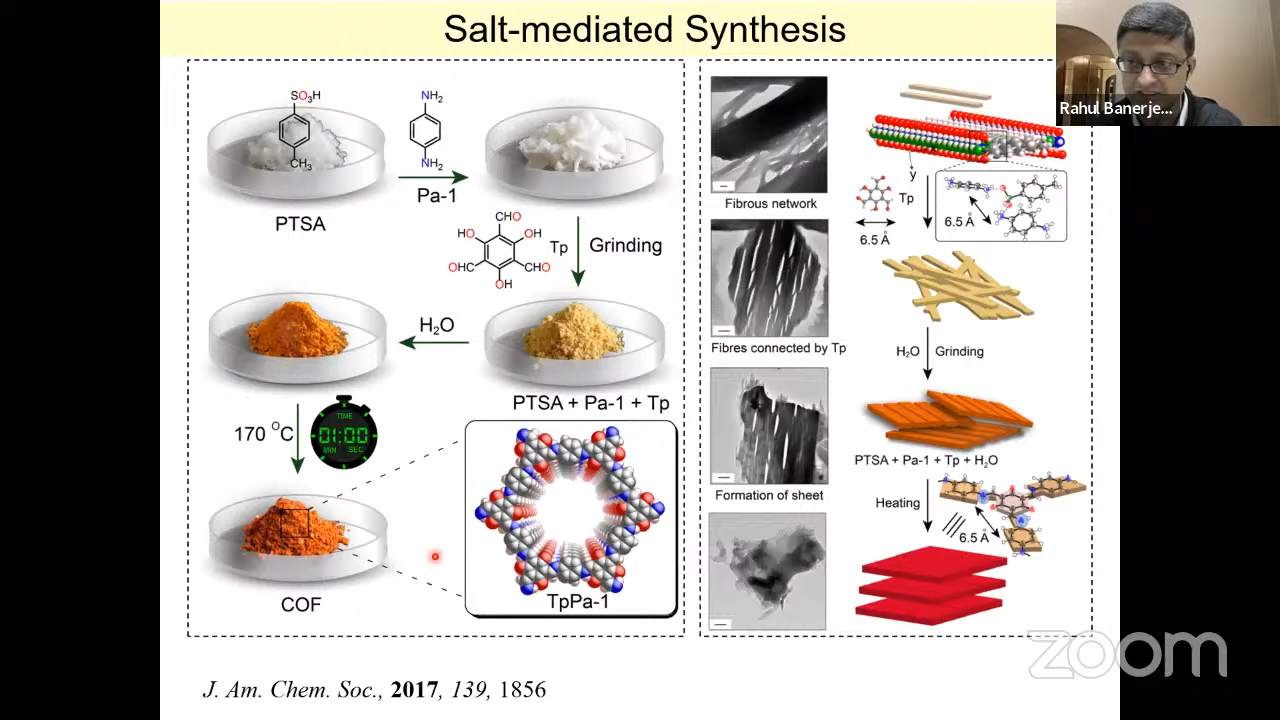 Salt-mediated Synthesis
Rahul Banerje...
SO3H
CH3
PTSA
NH2
NH2
Pa-1
CHO
HO
OH
OHC
CHO
OH
Tp
Grinding
H2O
PTSA + Pa-1 + Tp
170 °C
TIME
01:00
MIN SEC
COF
TpPa-1
Fibrous network
Fibres connected by Tp
Formation of sheet
y
Tp
6.5 Å
6.5 Å
H2O
Grinding
PTSA + Pa-1 + Tp + H2O
Heating
6.5 Å
zoom
J. Am. Chem. Soc., 2017, 139, 1856